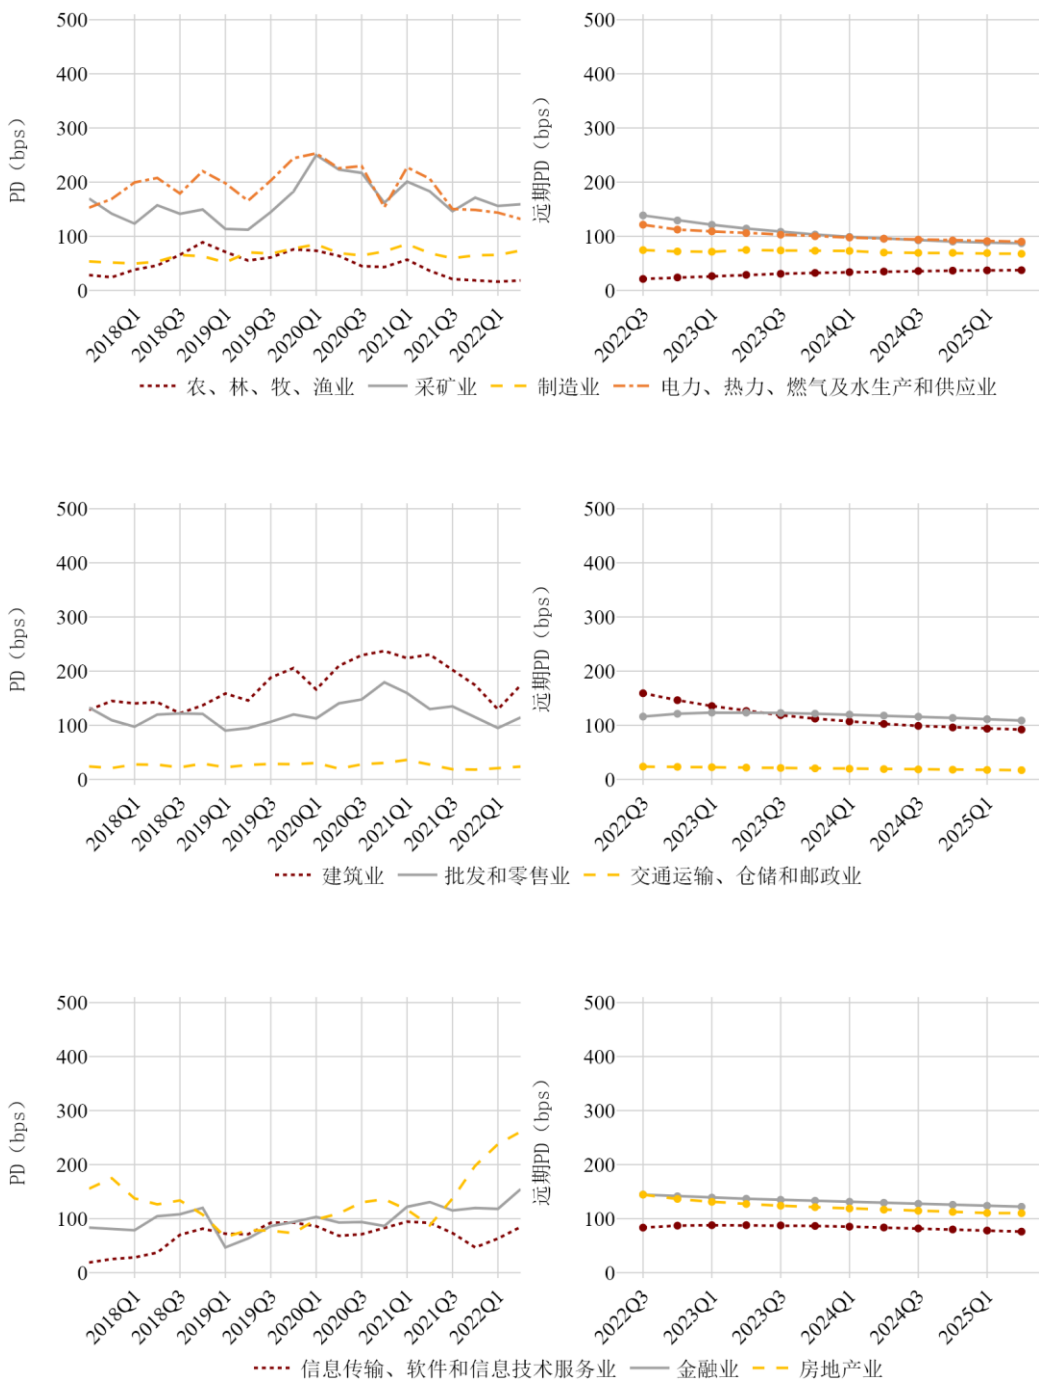 500
400
300
200
100
0
PD（bps）
2018Q1
2018Q3
2019Q1
2019Q3
2020Q1
2020Q3
2021Q1
2021Q3
2022Q1
500
400
300
200
100
0
远期PD（bps）
2022Q3
2023Q1
2023Q3
2024Q1
2024Q3
2025Q1
农、林、牧、渔业 采矿业 制造业 电力、热力、燃气及水生产和供应业
500
400
300
200
100
0
PD（bps）
2018Q1
2018Q3
2019Q1
2019Q3
2020Q1
2020Q3
2021Q1
2021Q3
2022Q1
500
400
300
200
100
0
远期PD（bps）
2022Q3
2023Q1
2023Q3
2024Q1
2024Q3
2025Q1
建筑业 批发和零售业 交通运输、仓储和邮政业
500
400
300
200
100
0
PD（bps）
2018Q1
2018Q3
2019Q1
2019Q3
2020Q1
2020Q3
2021Q1
2021Q3
2022Q1
500
400
300
200
100
0
远期PD（bps）
2022Q3
2023Q1
2023Q3
2024Q1
2024Q3
2025Q1
信息传输、软件和信息技术服务业 金融业 房地产业